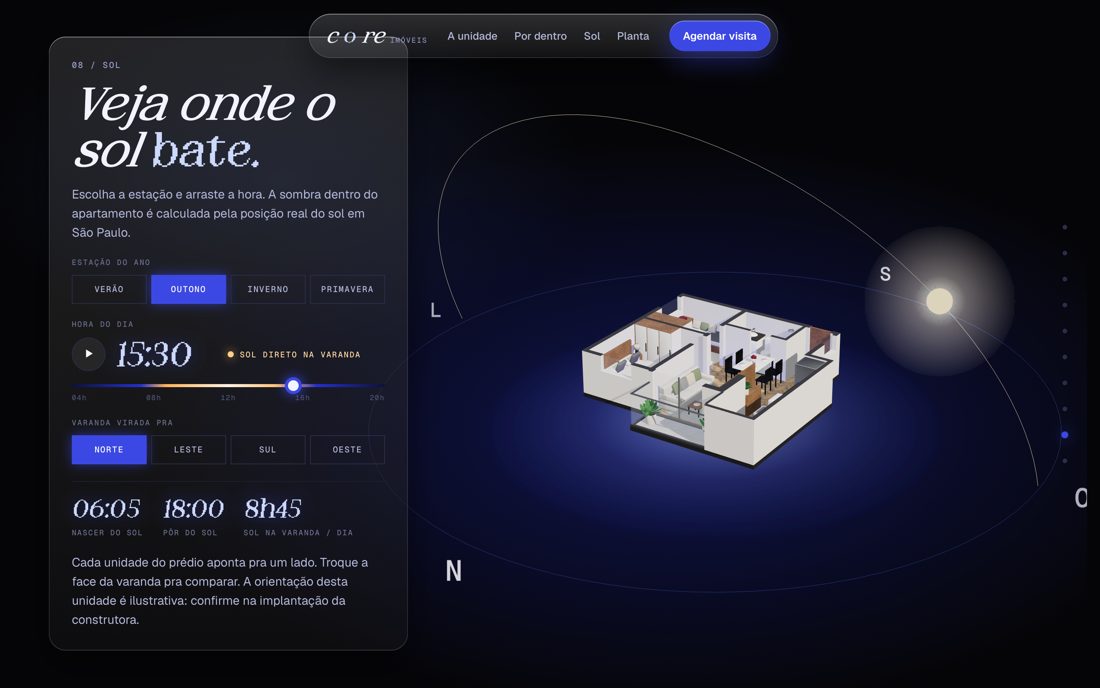 core IMÓVEIS A unidade Por dentro Sol Planta Agendar visita
08 / SOL
Veja onde o
sol bate.
Escolha a estação e arraste a hora. A sombra dentro do
apartamento é calculada pela posição real do sol em
São Paulo.
ESTAÇÃO DO ANO
VERÃO OUTONO INVERNO PRIMAVERA
HORA DO DIA
15:30 SOL DIRETO NA VARANDA
04h 08h 12h 16h 20h
VARANDA VIRADA PRA
NORTE LESTE SUL OESTE
06:05 18:00 8h45
NASCER DO SOL PÔR DO SOL SOL NA VARANDA / DIA
Cada unidade do prédio aponta pra um lado. Troque a
face da varanda pra comparar. A orientação desta
unidade é ilustrativa: confirme na implantação da
construtora.
S
L
O
N